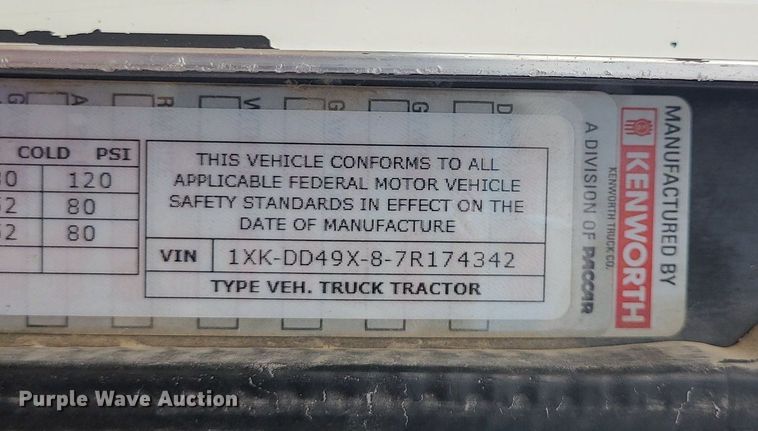 COLD PSI
120
80
80
THIS VEHICLE CONFORMS TO ALL
APPLICABLE FEDERAL MOTOR VEHICLE
SAFETY STANDARDS IN EFFECT ON THE
DATE OF MANUFACTURE
VIN 1XK-DD49X-8-7R174342
TYPE VEH. TRUCK TRACTOR
MANUFACTURED BY
KENWORTH
KENWORTH TRUCK CO.
A DIVISION OF PACCAR
Purple Wave Auction